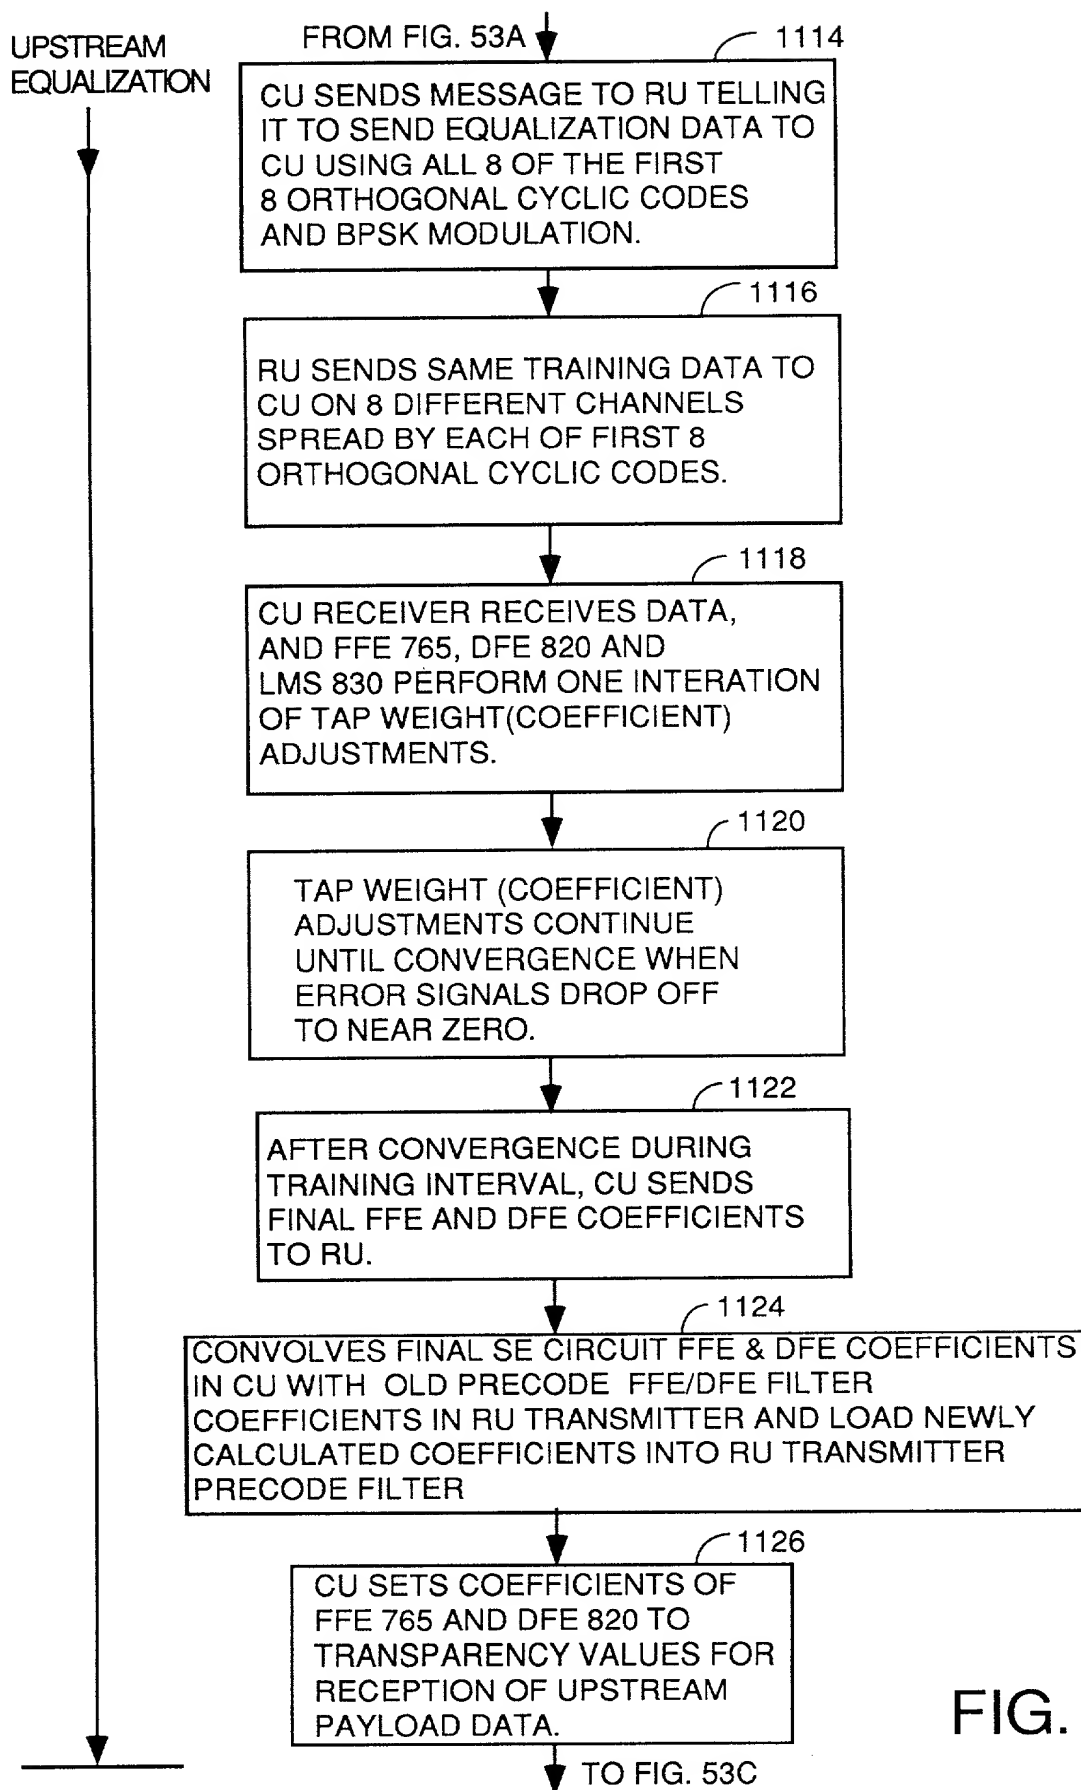 UPSTREAM
EQUALIZATION
FROM FIG. 53A
1114
CU SENDS MESSAGE TO RU TELLING
IT TO SEND EQUALIZATION DATA TO
CU USING ALL 8 OF THE FIRST
8 ORTHOGONAL CYCLIC CODES
AND BPSK MODULATION.
1116
RU SENDS SAME TRAINING DATA TO
CU ON 8 DIFFERENT CHANNELS
SPREAD BY EACH OF FIRST 8
ORTHOGONAL CYCLIC CODES.
1118
CU RECEIVER RECEIVES DATA,
AND FFE 765, DFE 820 AND
LMS 830 PERFORM ONE INTERATION
OF TAP WEIGHT(COEFFICIENT)
ADJUSTMENTS.
1120
TAP WEIGHT (COEFFICIENT)
ADJUSTMENTS CONTINUE
UNTIL CONVERGENCE WHEN
ERROR SIGNALS DROP OFF
TO NEAR ZERO.
1122
AFTER CONVERGENCE DURING
TRAINING INTERVAL, CU SENDS
FINAL FFE AND DFE COEFFICIENTS
TO RU.
1124
CONVOLVES FINAL SE CIRCUIT FFE & DFE COEFFICIENTS
IN CU WITH OLD PRECODE FFE/DFE FILTER
COEFFICIENTS IN RU TRANSMITTER AND LOAD NEWLY
CALCULATED COEFFICIENTS INTO RU TRANSMITTER
PRECODE FILTER
1126
CU SETS COEFFICIENTS OF
FFE 765 AND DFE 820 TO
TRANSPARENCY VALUES FOR
RECEPTION OF UPSTREAM
PAYLOAD DATA.
FIG.
TO FIG. 53C